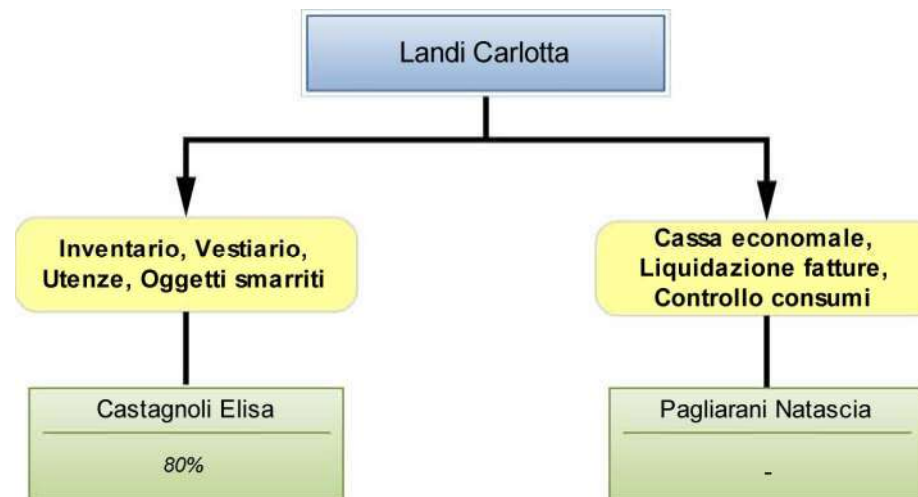 Landi Carlotta
Inventario, Vestiario,
Utenze, Oggetti smarriti
Cassa economale,
Liquidazione fatture,
Controllo consumi
Castagnoli Elisa
80%
Pagliarani Natascia
-